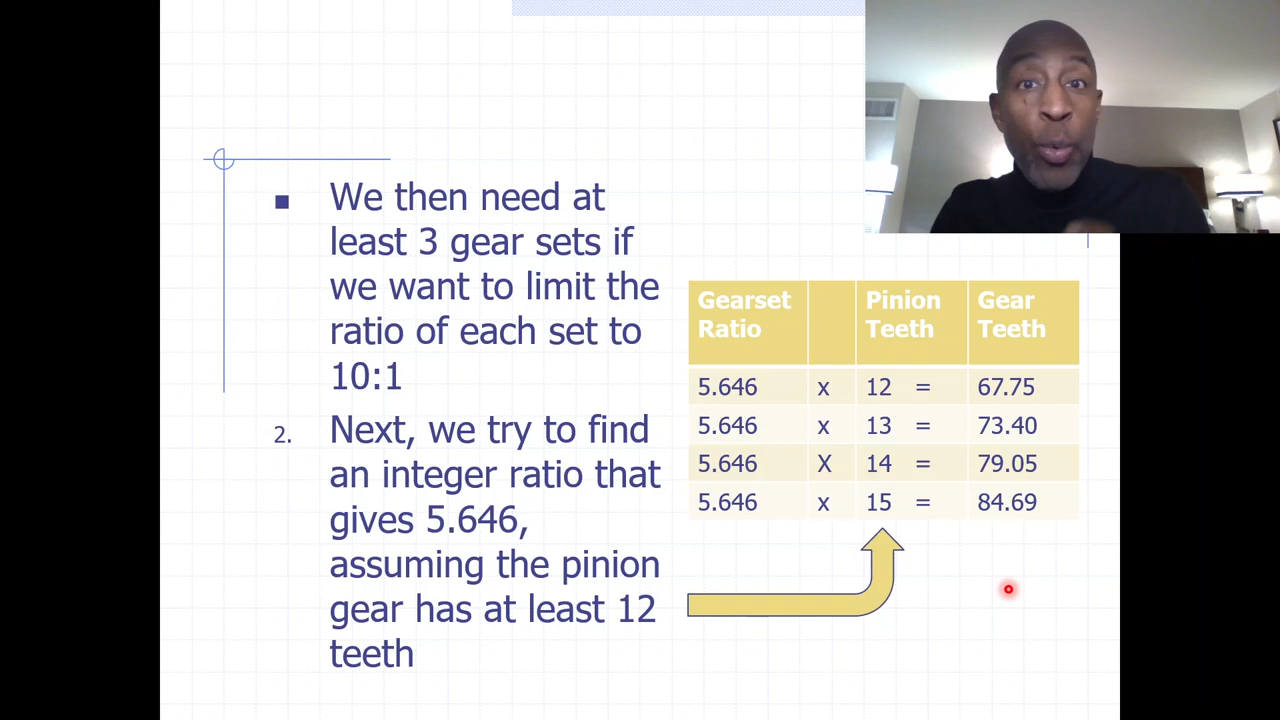 We then need at
least 3 gear sets if
we want to limit the
ratio of each set to
10:1
2. Next, we try to find
an integer ratio that
gives 5.646,
assuming the pinion
gear has at least 12
teeth
Gearset Ratio Pinion Teeth Gear Teeth
5.646 x 12 = 67.75
5.646 x 13 = 73.40
5.646 X 14 = 79.05
5.646 x 15 = 84.69